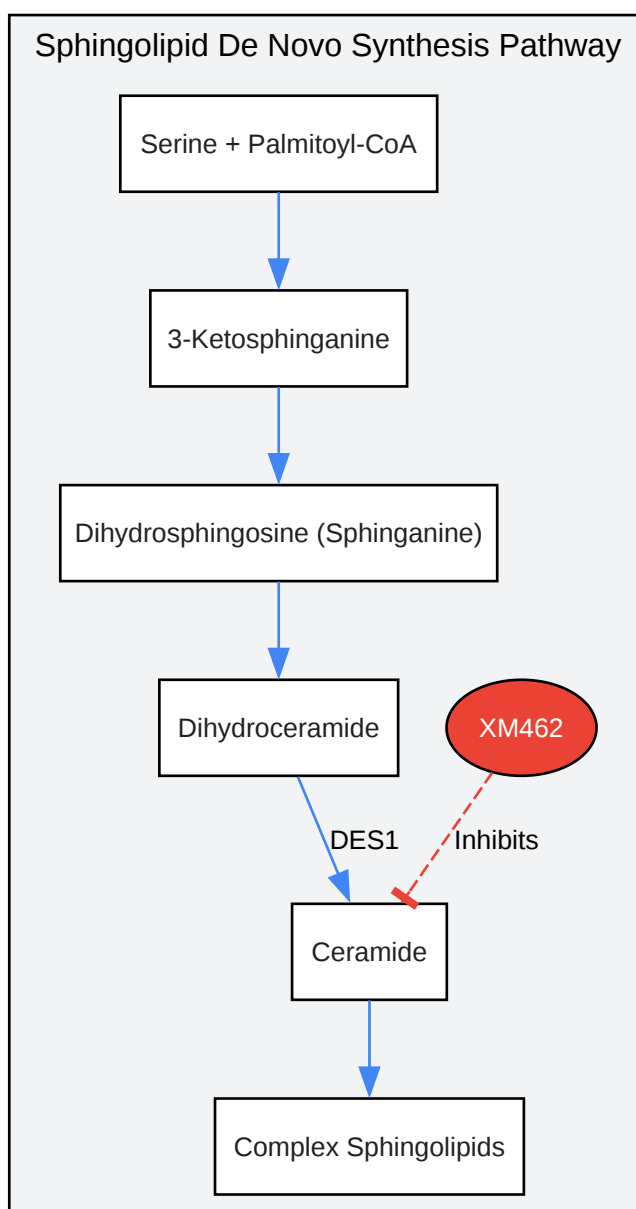 Sphingolipid De Novo Synthesis Pathway
Serine + Palmitoyl-CoA
3-Ketosphinganine
Dihydrosphingosine (Sphinganine)
Dihydroceramide
XM462
DES1
Inhibits
Ceramide
Complex Sphingolipids